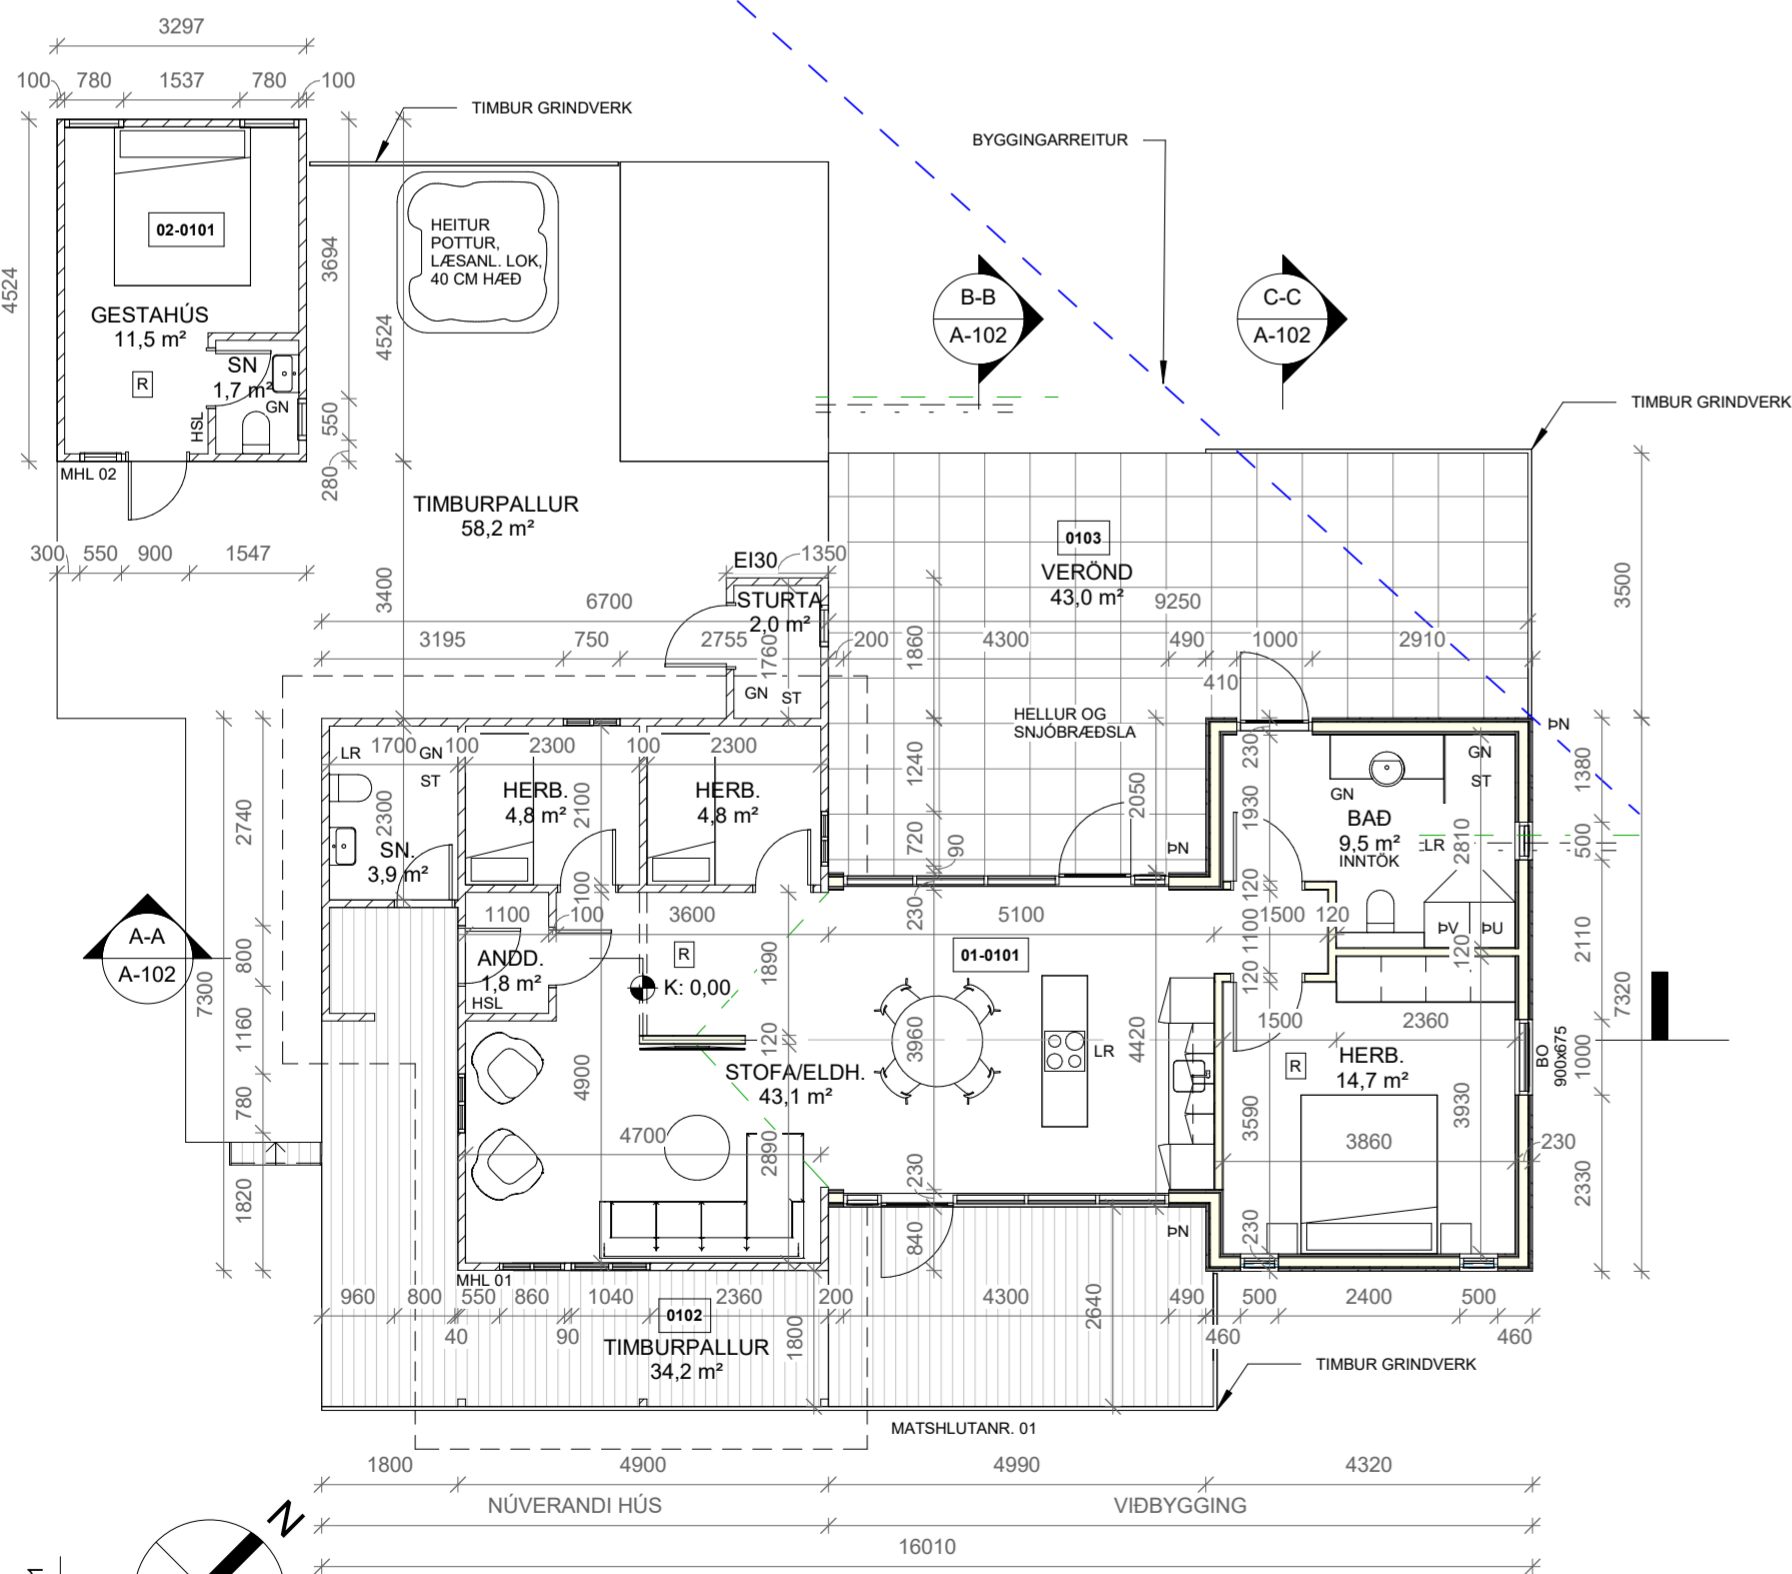 3297
100 780 1537 780 100
TIMBUR GRINDVERK
BYGGINGARREITUR
HEITUR
POTTUR,
LÆSANL. LOK,
40 CM HÆÐ
02-0101
GESTAHÚS
11,5 m²
R
SN
1,7 m²
GN
HSL
MHL 02
4524
3694
550
280
4524
3400
300 550 900 1547
B-B
A-102
C-C
A-102
TIMBUR GRINDVERK
TIMBURPALLUR
58,2 m²
EI30
1350
0103
VERÖND
43,0 m²
STURTA
2,0 m²
1760
GN ST
6700
9250
3195 750 2755 200 4300 490 1000 2910
410
3500
1860
1240
720
90
230
2050
HELLUR OG
SNJÓBRÆÐSLA
ÞN
ÞN
LR
GN
ST
1700 100 2300 100 2300
2300
SN.
3,9 m²
HERB.
4,8 m²
2100
HERB.
4,8 m²
230
1930
GN
ST
GN
BAÐ
9,5 m²
INNTÖK
LR
2810
1380
500
2110
7320
1000
2330
120
1100
120
120
ÞV ÞU
2740
800
1160
780
1820
7300
A-A
A-102
1100 100 3600 5100 1500 120
100
ANDD.
1,8 m²
HSL
R
K: 0,00
1890
120
2890
4900
4700
01-0101
STOFA/ELDH.
43,1 m²
3960
LR
4420
1500 2360
R
HERB.
14,7 m²
BO
900x675
3590
3930
3860
230
230
230
840
ÞN
MHL 01
960 800 550 860 1040 2360 200 4300 490 500 2400 500
40 90 460 460
0102
TIMBURPALLUR
34,2 m²
1800
2640
TIMBUR GRINDVERK
MATSHLUTANR. 01
1800 4900 4990 4320
NÚVERANDI HÚS VIÐBYGGING
16010
N